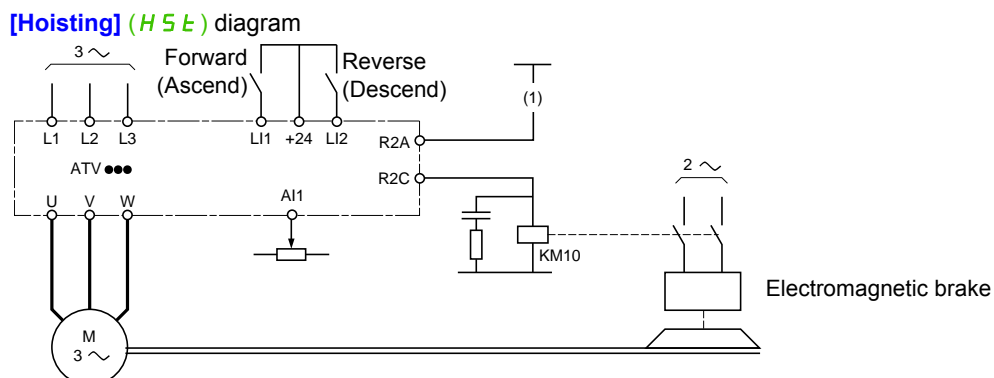 [Hoisting] (HSt) diagram
3 ~
Forward
(Ascend)
Reverse
(Descend)
(1)
L1 L2 L3 LI1 +24 LI2
R2A
ATV •••
R2C
2 ~
U V W AI1
KM10
Electromagnetic brake
M
3 ~